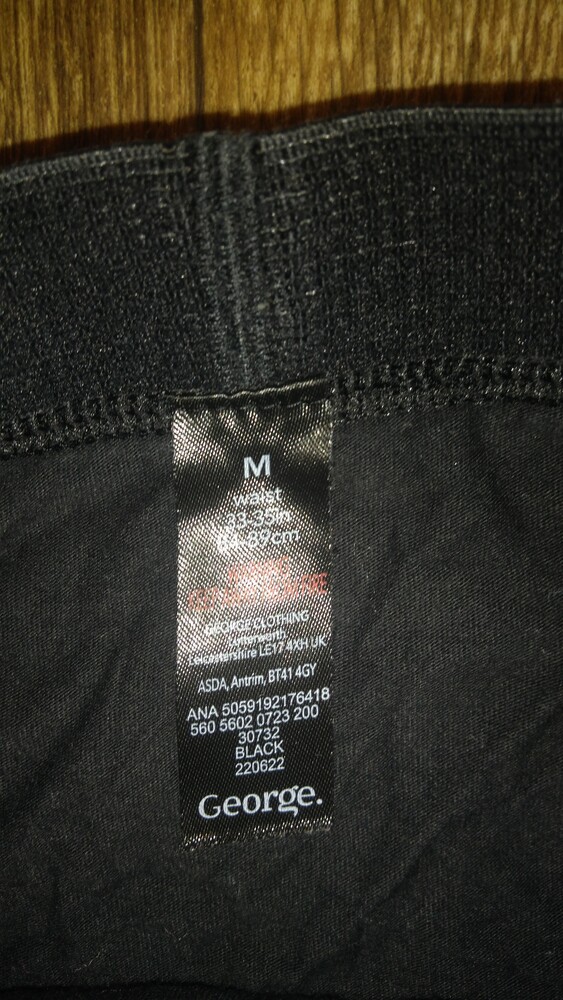 M
waist
33-35in
84-89cm
GEORGE CLOTHING
Lutterworth
Leicestershire LE17 4XH UK
ASDA, Antrim, BT41 4GY
ANA 5059192176418
560 5602 0723 200
30732
BLACK
220622
George.